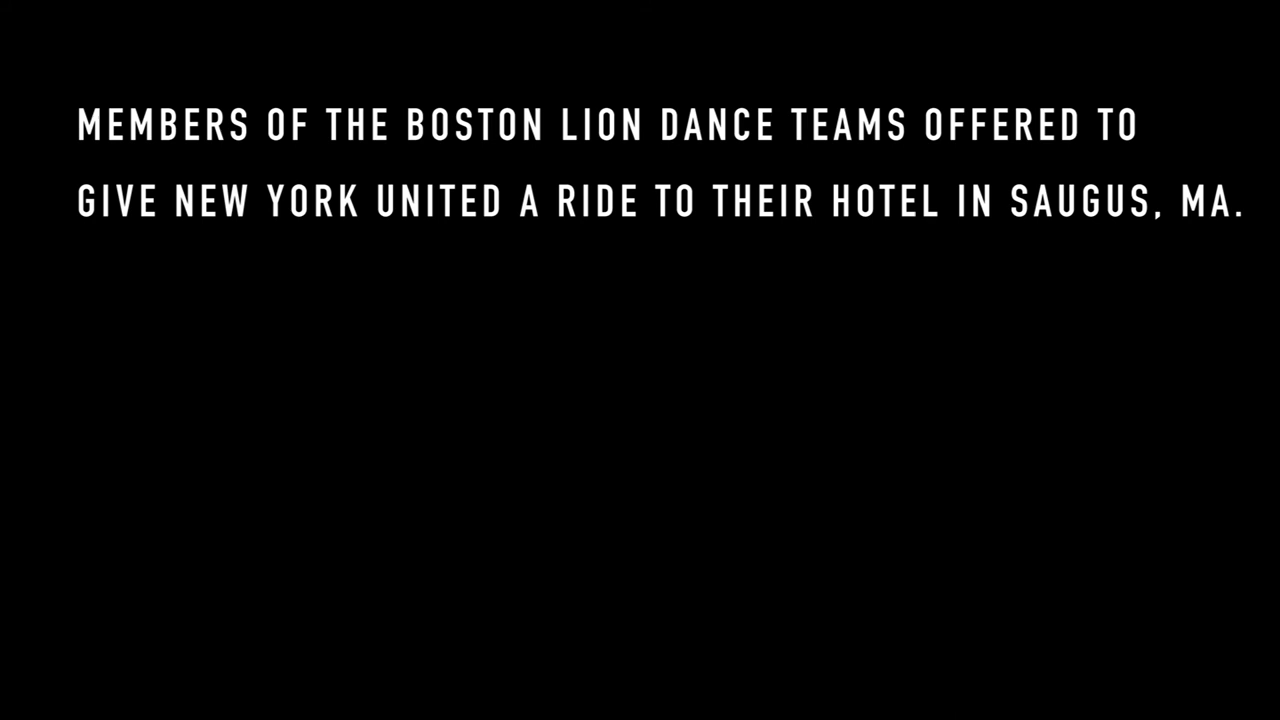 MEMBERS OF THE BOSTON LION DANCE TEAMS OFFERED TO
GIVE NEW YORK UNITED A RIDE TO THEIR HOTEL IN SAUGUS, MA.